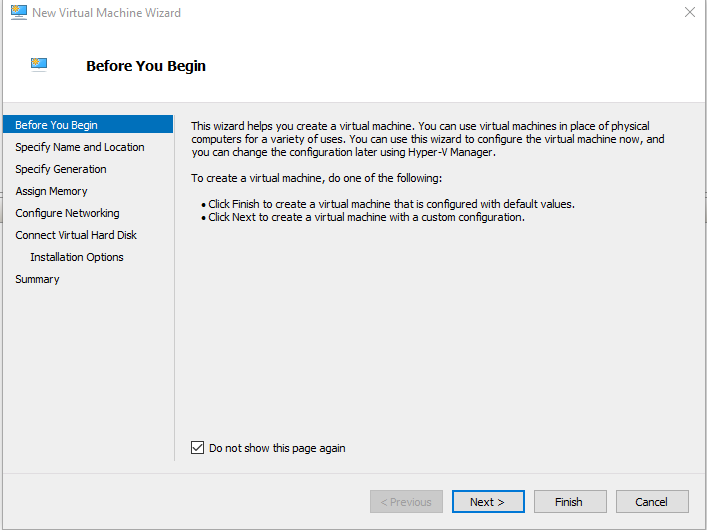 New Virtual Machine Wizard
Before You Begin
Before You Begin
Specify Name and Location
Specify Generation
Assign Memory
Configure Networking
Connect Virtual Hard Disk
Installation Options
Summary
This wizard helps you create a virtual machine. You can use virtual machines in place of physical
computers for a variety of uses. You can use this wizard to configure the virtual machine now, and
you can change the configuration later using Hyper-V Manager.
To create a virtual machine, do one of the following:
• Click Finish to create a virtual machine that is configured with default values.
• Click Next to create a virtual machine with a custom configuration.
Do not show this page again
< Previous
Next >
Finish
Cancel